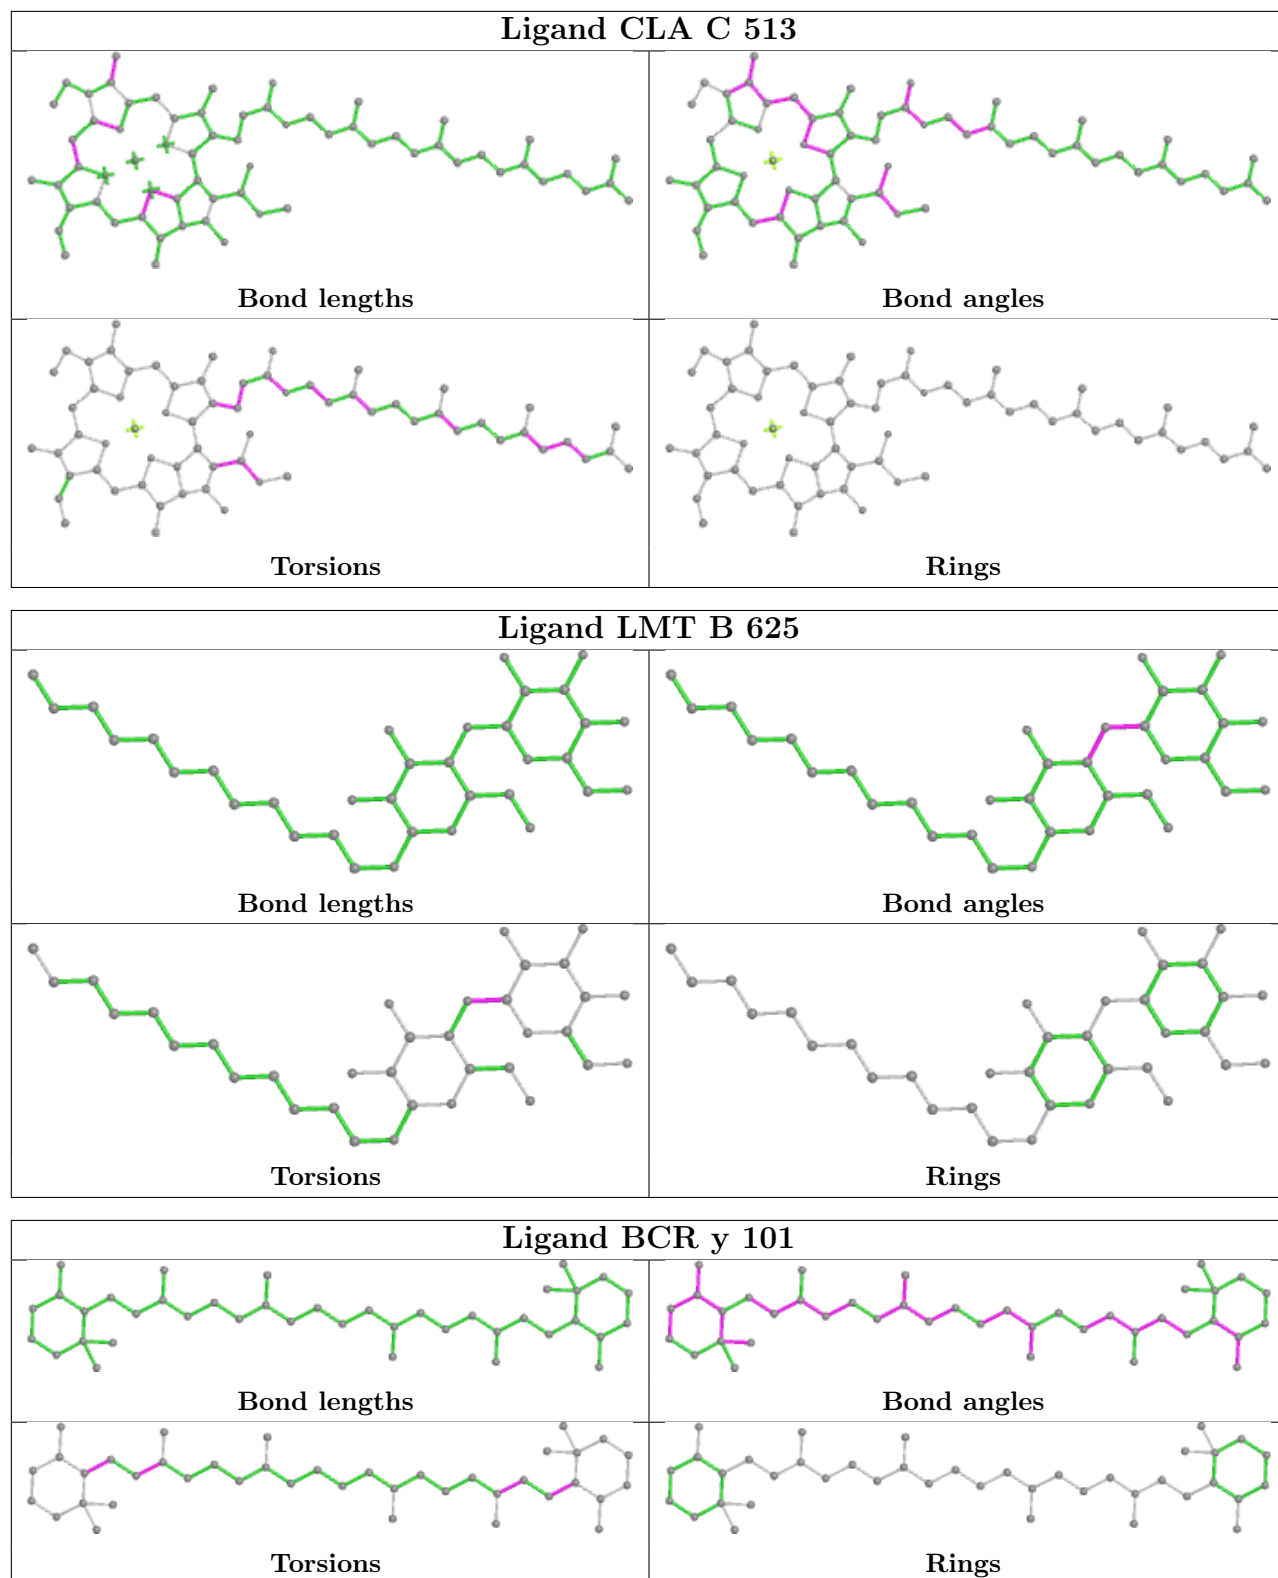 Ligand CLA C 513
Bond lengths
Bond angles
Torsions
Rings
Ligand LMT B 625
Bond lengths
Bond angles
Torsions
Rings
Ligand BCR y 101
Bond lengths
Bond angles
Torsions
Rings